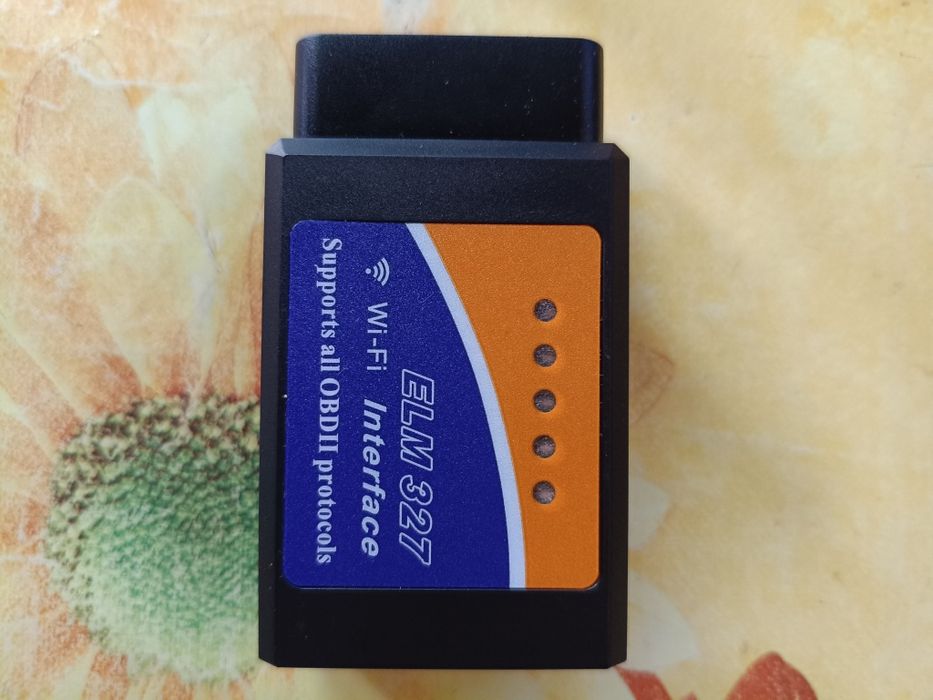 ELM 327
Wi-Fi Interface
Supports all OBDII protocols